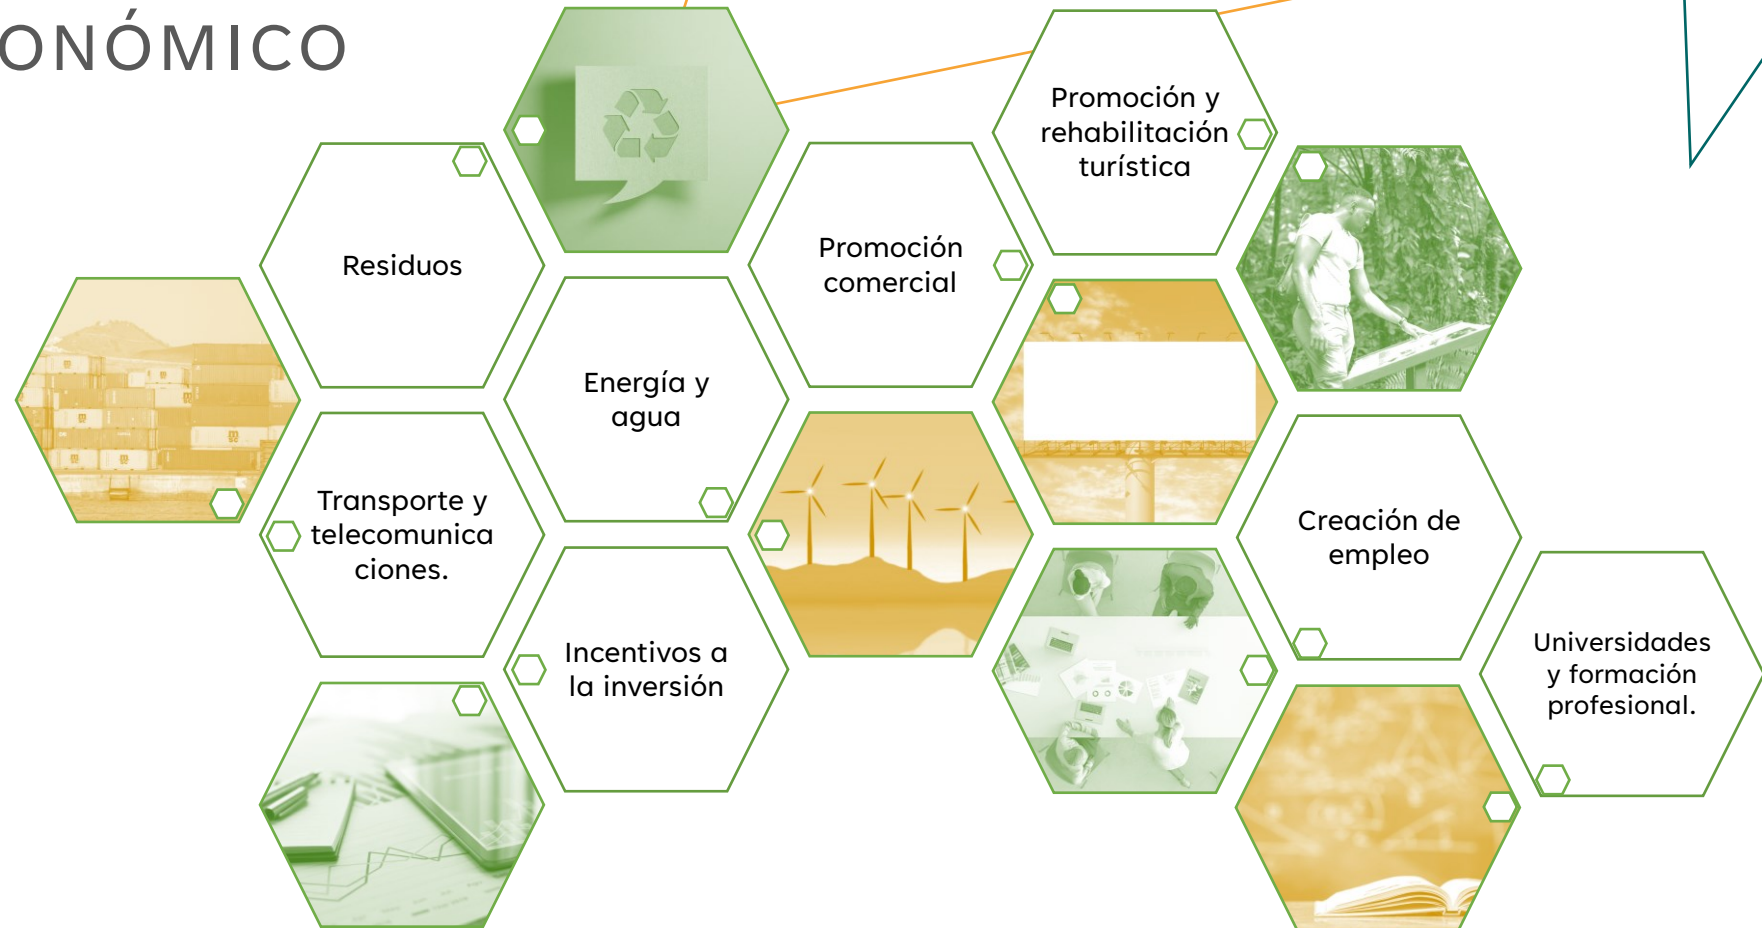 ONÓMICO
Promoción y
rehabilitación
turística
Residuos
Promoción
comercial
Energía y
agua
Transporte y
telecomunica
ciones.
Creación de
empleo
Incentivos a
la inversión
Universidades
y formación
profesional.